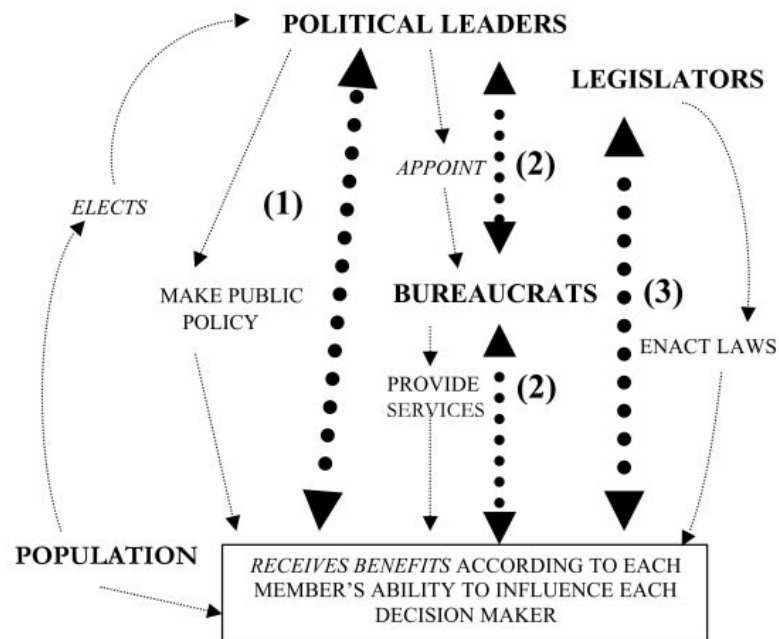 POLITICAL LEADERS
LEGISLATORS
APPOINT
(2)
ELECTS
(1)
MAKE PUBLIC
POLICY
BUREAUCRATS
(3)
ENACT LAWS
PROVIDE
SERVICES
(2)
POPULATION
RECEIVES BENEFITS ACCORDING TO EACH
MEMBER'S ABILITY TO INFLUENCE EACH
DECISION MAKER